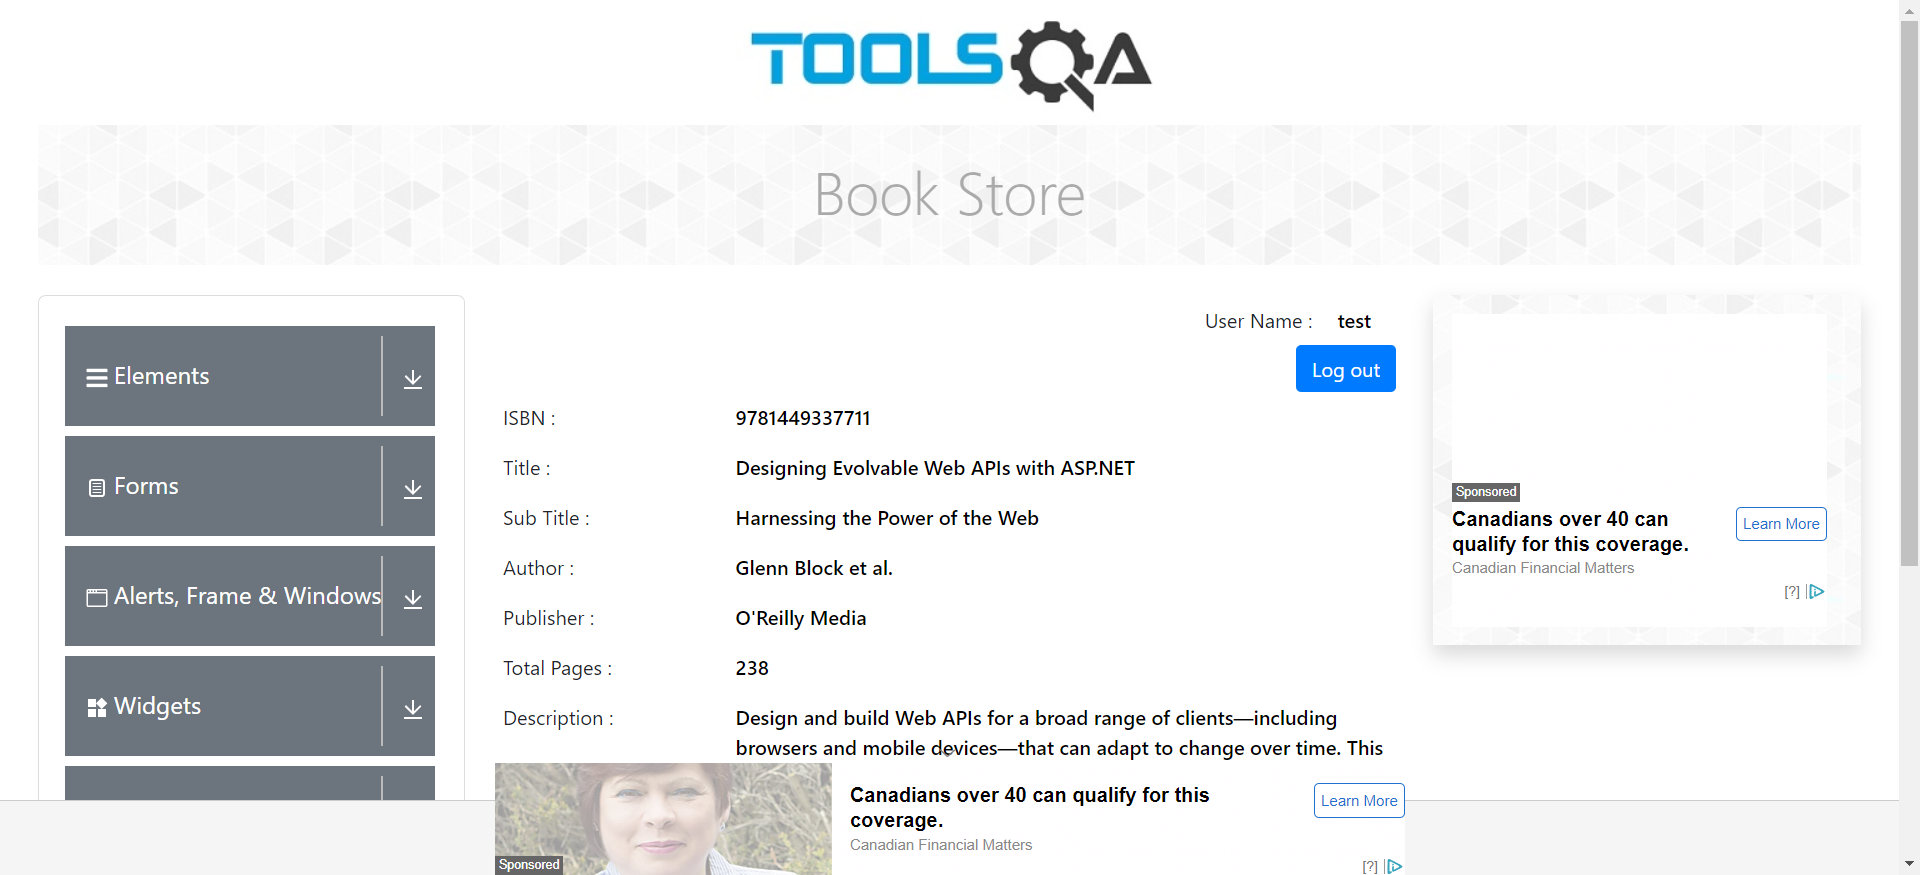 TOOLSQA
Book Store
Elements
Forms
Alerts, Frame & Windows
Widgets
User Name : test
Log out
ISBN : 9781449337711
Title : Designing Evolvable Web APIs with ASP.NET
Sub Title : Harnessing the Power of the Web
Author : Glenn Block et al.
Publisher : O'Reilly Media
Total Pages : 238
Description : Design and build Web APIs for a broad range of clients—including
browsers and mobile devices—that can adapt to change over time. This
Sponsored
Canadians over 40 can
qualify for this coverage.
Canadian Financial Matters
Learn More
[?]
Canadians over 40 can qualify for this
coverage.
Canadian Financial Matters
Learn More
Sponsored
[?]